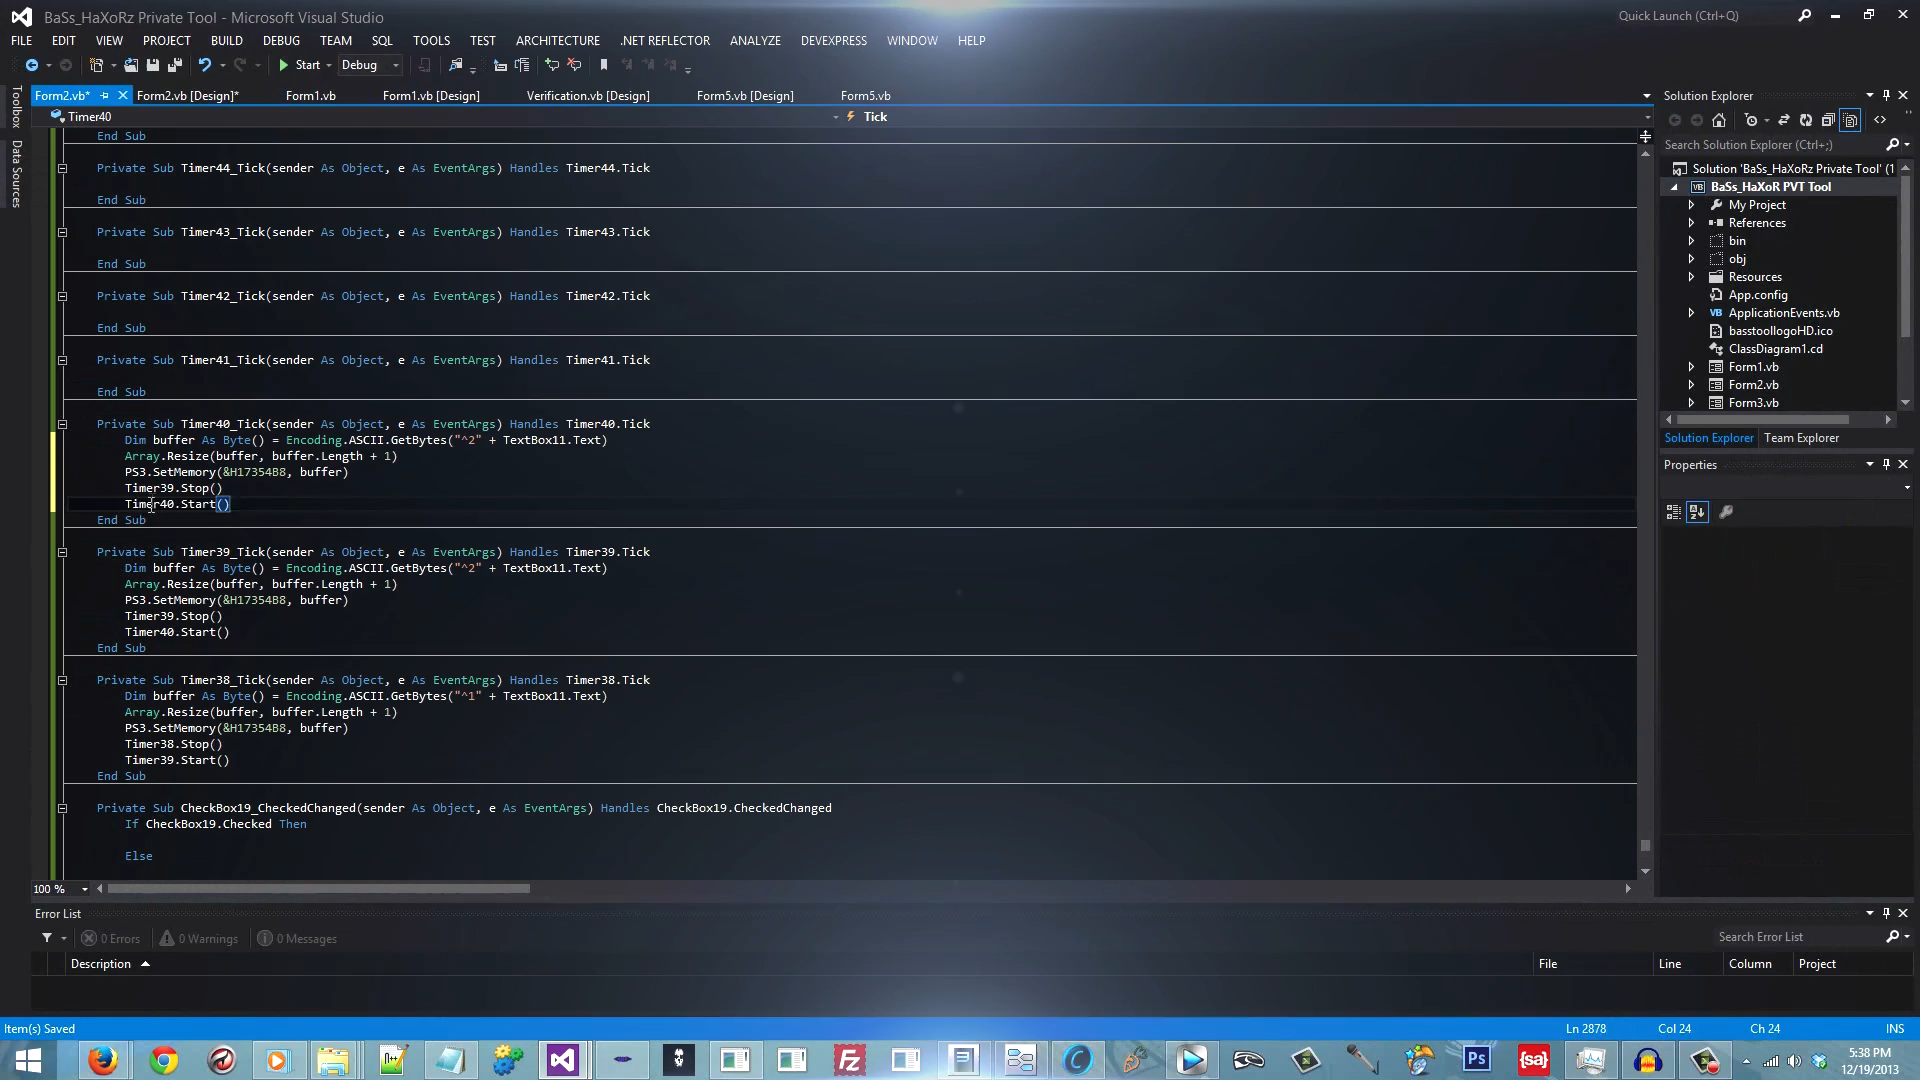 BaSs_HaXoRz Private Tool - Microsoft Visual Studio
Quick Launch (Ctrl+Q)
FILE EDIT VIEW PROJECT BUILD DEBUG TEAM SQL TOOLS TEST ARCHITECTURE .NET REFLECTOR ANALYZE DEVEXPRESS WINDOW HELP
Start Debug
Form2.vb* Form2.vb [Design]* Form1.vb Form1.vb [Design] Verification.vb [Design] Form5.vb [Design] Form5.vb
Timer40 Tick
Toolbox
Data Sources
End Sub
Private Sub Timer44_Tick(sender As Object, e As EventArgs) Handles Timer44.Tick
End Sub
Private Sub Timer43_Tick(sender As Object, e As EventArgs) Handles Timer43.Tick
End Sub
Private Sub Timer42_Tick(sender As Object, e As EventArgs) Handles Timer42.Tick
End Sub
Private Sub Timer41_Tick(sender As Object, e As EventArgs) Handles Timer41.Tick
End Sub
Private Sub Timer40_Tick(sender As Object, e As EventArgs) Handles Timer40.Tick
Dim buffer As Byte() = Encoding.ASCII.GetBytes("^2" + TextBox11.Text)
Array.Resize(buffer, buffer.Length + 1)
PS3.SetMemory(&H17354B8, buffer)
Timer39.Stop()
Timer40.Start()
End Sub
Private Sub Timer39_Tick(sender As Object, e As EventArgs) Handles Timer39.Tick
Dim buffer As Byte() = Encoding.ASCII.GetBytes("^2" + TextBox11.Text)
Array.Resize(buffer, buffer.Length + 1)
PS3.SetMemory(&H17354B8, buffer)
Timer39.Stop()
Timer40.Start()
End Sub
Private Sub Timer38_Tick(sender As Object, e As EventArgs) Handles Timer38.Tick
Dim buffer As Byte() = Encoding.ASCII.GetBytes("^1" + TextBox11.Text)
Array.Resize(buffer, buffer.Length + 1)
PS3.SetMemory(&H17354B8, buffer)
Timer38.Stop()
Timer39.Start()
End Sub
Private Sub CheckBox19_CheckedChanged(sender As Object, e As EventArgs) Handles CheckBox19.CheckedChanged
If CheckBox19.Checked Then
Else
100 %
Solution Explorer
Search Solution Explorer (Ctrl+;)
Solution 'BaSs_HaXoRz Private Tool' (1
BaSs_HaXoR PVT Tool
My Project
References
bin
obj
Resources
App.config
ApplicationEvents.vb
basstoollogoHD.ico
ClassDiagram1.cd
Form1.vb
Form2.vb
Form3.vb
Solution Explorer Team Explorer
Properties
Error List
0 Errors 0 Warnings 0 Messages
Search Error List
Description File Line Column Project
Item(s) Saved Ln 2878 Col 24 Ch 24 INS
5:38 PM
12/19/2013